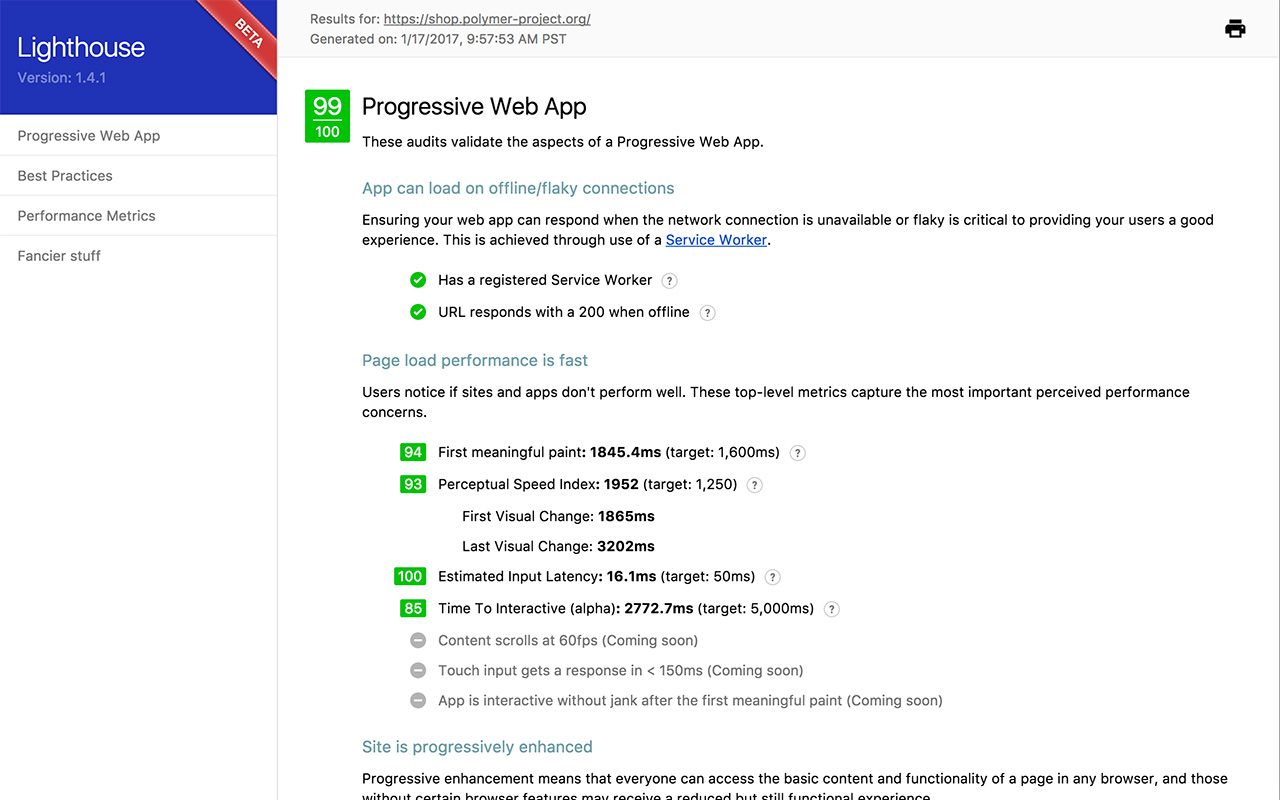 Lighthouse
Version: 1.4.1
BETA
Progressive Web App
Best Practices
Performance Metrics
Fancier stuff
Results for: https://shop.polymer-project.org/
Generated on: 1/17/2017, 9:57:53 AM PST
99
100
Progressive Web App
These audits validate the aspects of a Progressive Web App.
App can load on offline/flaky connections
Ensuring your web app can respond when the network connection is unavailable or flaky is critical to providing your users a good
experience. This is achieved through use of a Service Worker.
Has a registered Service Worker ?
URL responds with a 200 when offline ?
Page load performance is fast
Users notice if sites and apps don't perform well. These top-level metrics capture the most important perceived performance
concerns.
94 First meaningful paint: 1845.4ms (target: 1,600ms) ?
93 Perceptual Speed Index: 1952 (target: 1,250) ?
First Visual Change: 1865ms
Last Visual Change: 3202ms
100 Estimated Input Latency: 16.1ms (target: 50ms) ?
85 Time To Interactive (alpha): 2772.7ms (target: 5,000ms) ?
Content scrolls at 60fps (Coming soon)
Touch input gets a response in < 150ms (Coming soon)
App is interactive without jank after the first meaningful paint (Coming soon)
Site is progressively enhanced
Progressive enhancement means that everyone can access the basic content and functionality of a page in any browser, and those
without certain browser features may receive a reduced but still functional experience.